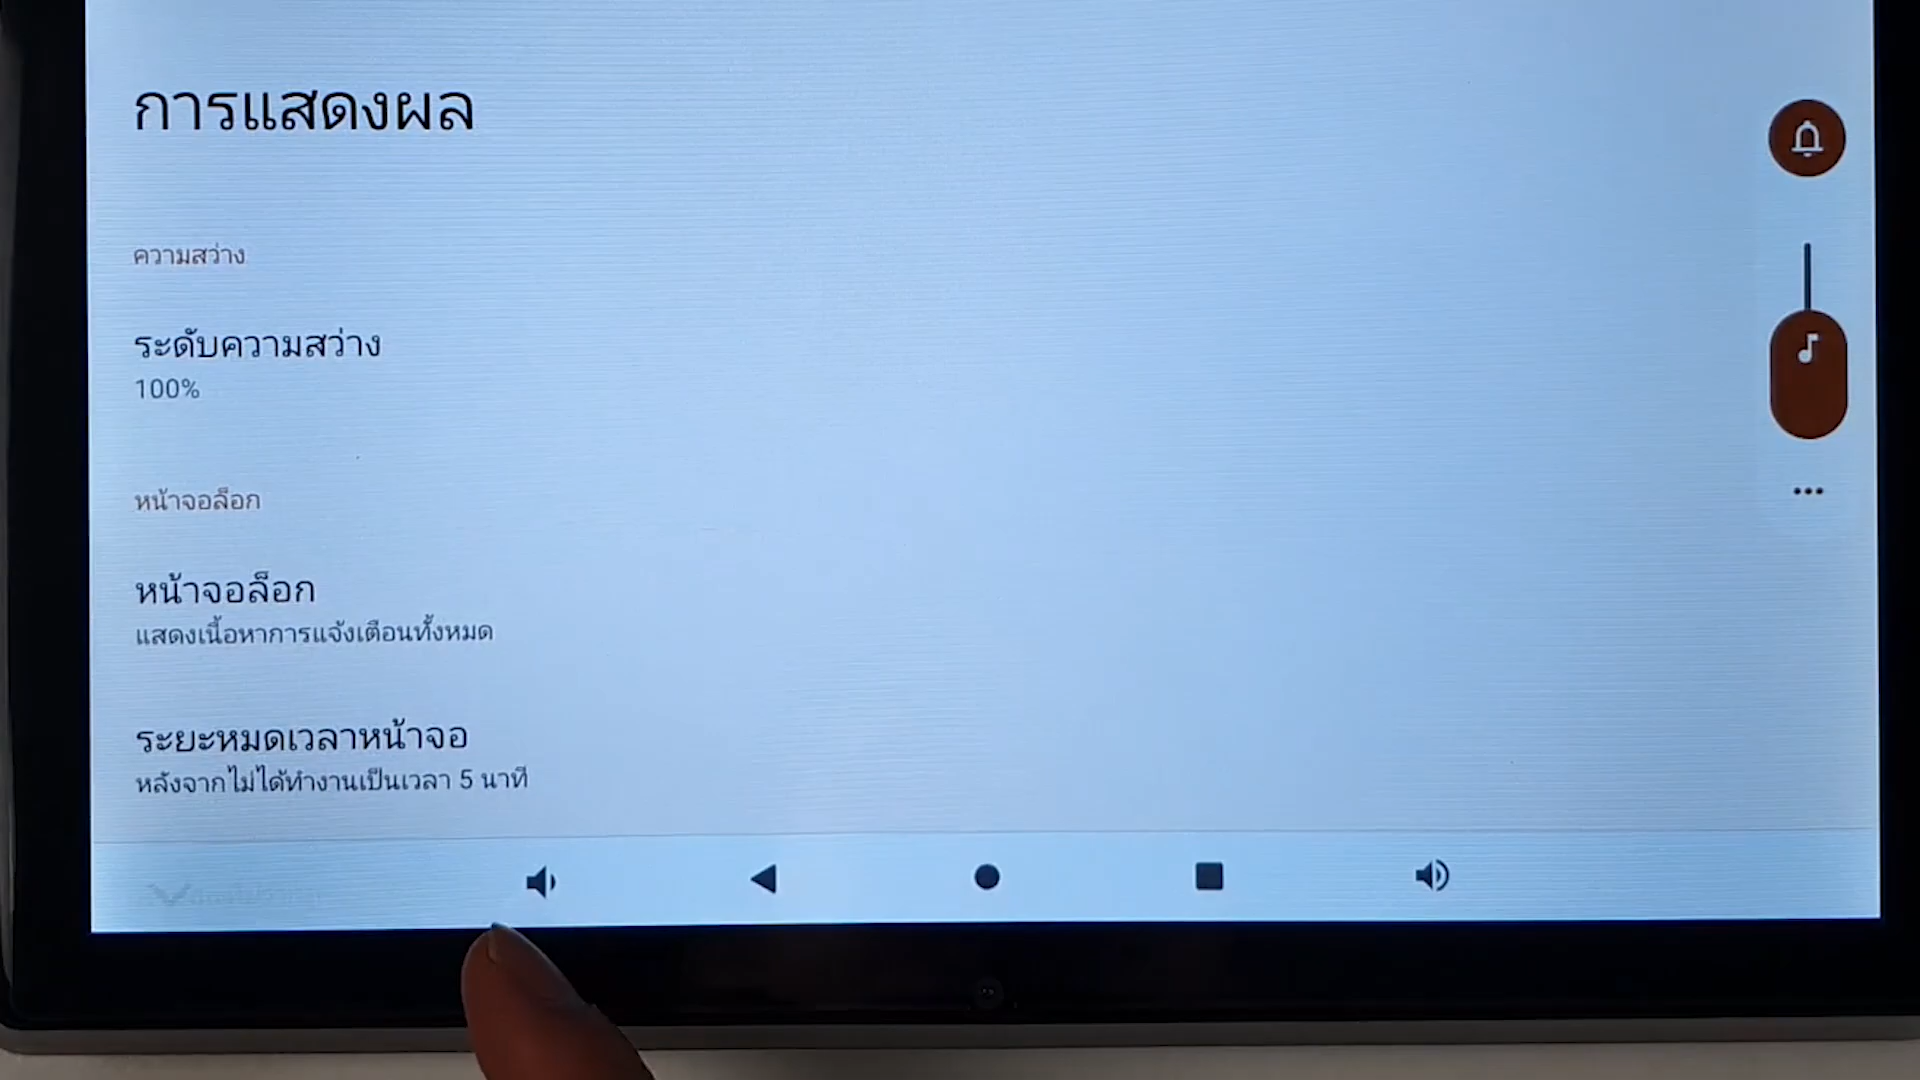 การแสดงผล
ความสว่าง
ระดับความสว่าง
100%
หน้าจอล็อก
หน้าจอล็อก
แสดงเนื้อหาการแจ้งเตือนทั้งหมด
ระยะหมดเวลาหน้าจอ
หลังจากไม่ได้ทำงานเป็นเวลา 5 นาที